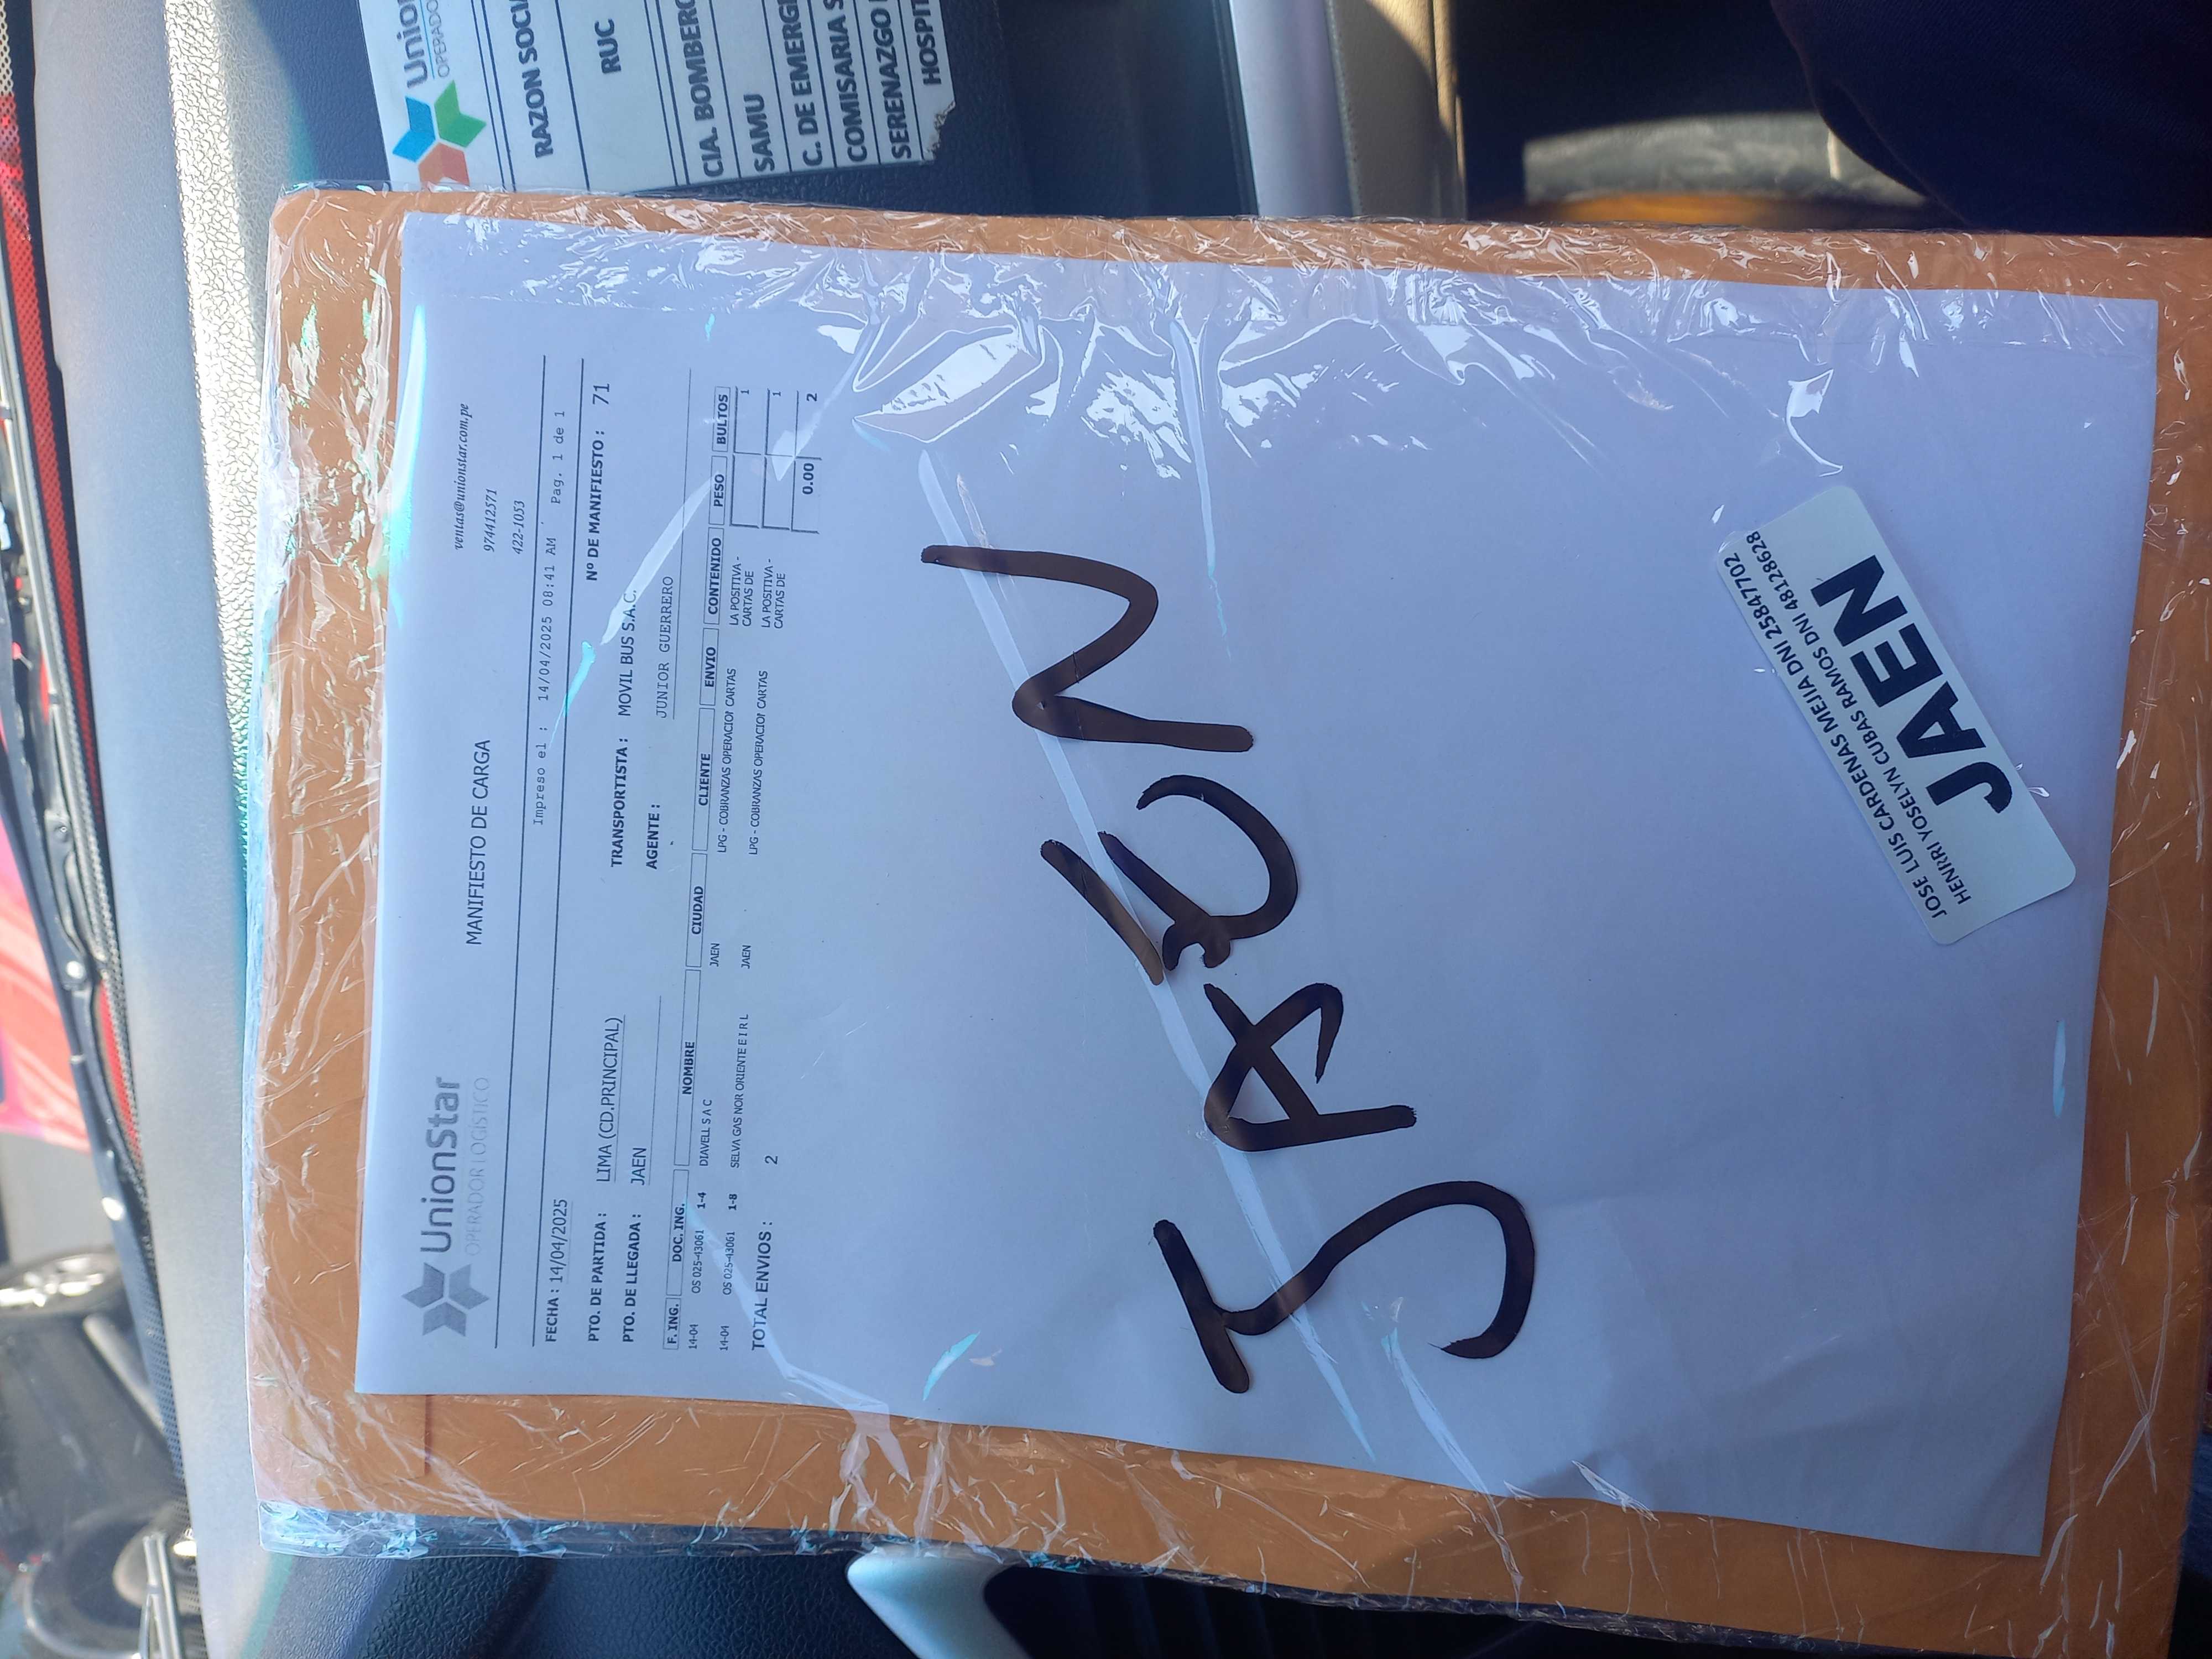 UnionStar
OPERADOR LOGÍSTICO
MANIFIESTO DE CARGA
ventas@unionstar.com.pe
974412571
422-1053
Impreso el : 14/04/2025 08:41 AM Pag. 1 de 1
FECHA : 14/04/2025
PTO. DE PARTIDA : LIMA (CD.PRINCIPAL) TRANSPORTISTA : MOVIL BUS S.A.C. Nº DE MANIFIESTO : 71
PTO. DE LLEGADA : JAEN AGENTE : JUNIOR GUERRERO
F. ING. DOC. ING. NOMBRE CIUDAD CLIENTE ENVIO CONTENIDO PESO BULTOS
14-04 OS 025-43061 1-4 DIAVELL S A C JAEN LPG - COBRANZAS OPERACIOI CARTAS LA POSITIVA - CARTAS DE 1
14-04 OS 025-43061 1-8 SELVA GAS NOR ORIENTE E I R L JAEN LPG - COBRANZAS OPERACIOI CARTAS LA POSITIVA - CARTAS DE 1
TOTAL ENVIOS : 2 0.00 2
JAEN
JOSE LUIS CARDENAS MEJIA DNI 25847702
HENRRI YOSELYN CUBAS RAMOS DNI 48128628
JAEN
Union
OPERADO
RAZON SOCI
RUC
CIA. BOMBERO
SAMU
C. DE EMERGE
COMISARIA S
SERENAZGO
HOSPIT